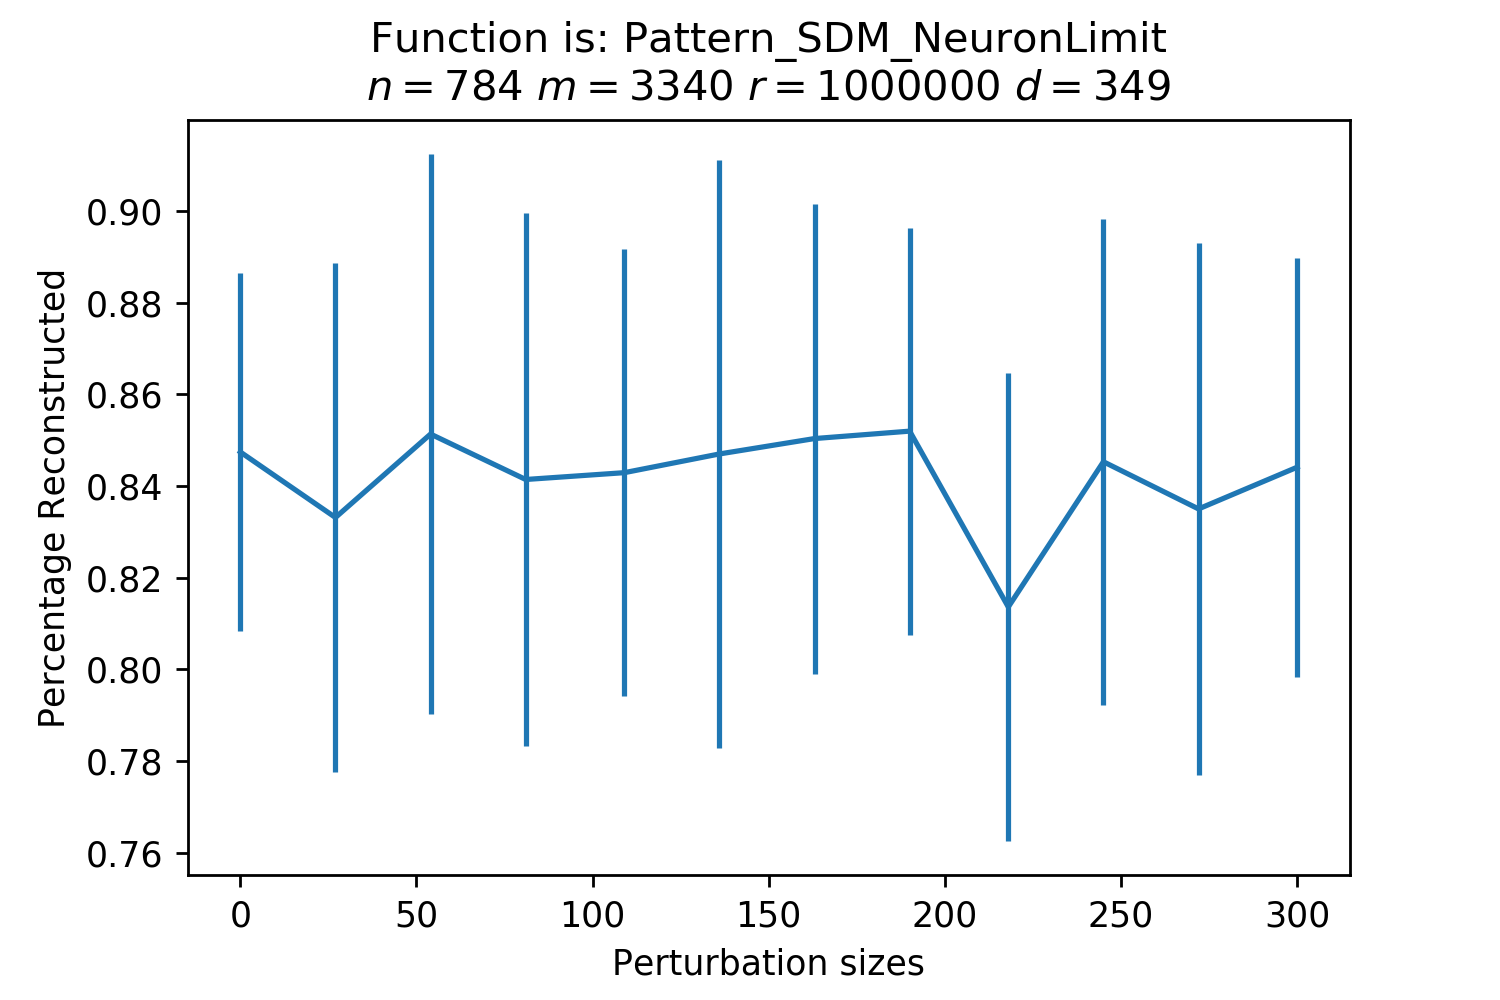 Function is: Pattern_SDM_NeuronLimit
n = 784 m = 3340 r = 1000000 d = 349
Percentage Reconstructed
0.90
0.88
0.86
0.84
0.82
0.80
0.78
0.76
0 50 100 150 200 250 300
Perturbation sizes